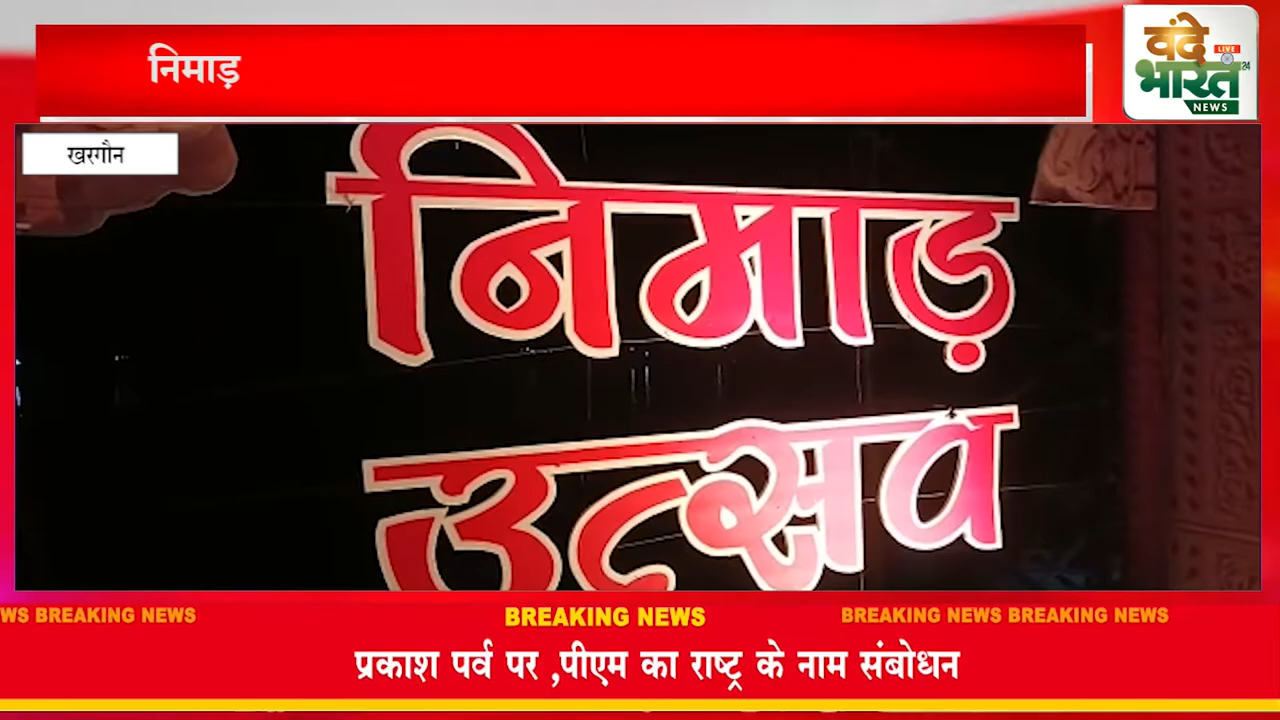 निमाड़
वंदे
LIVE
भारत 24
NEWS
खरगौन
निमाड़
उत्सव
WS BREAKING NEWS
BREAKING NEWS
BREAKING NEWS BREAKING NEWS
प्रकाश पर्व पर ,पीएम का राष्ट्र के नाम संबोधन